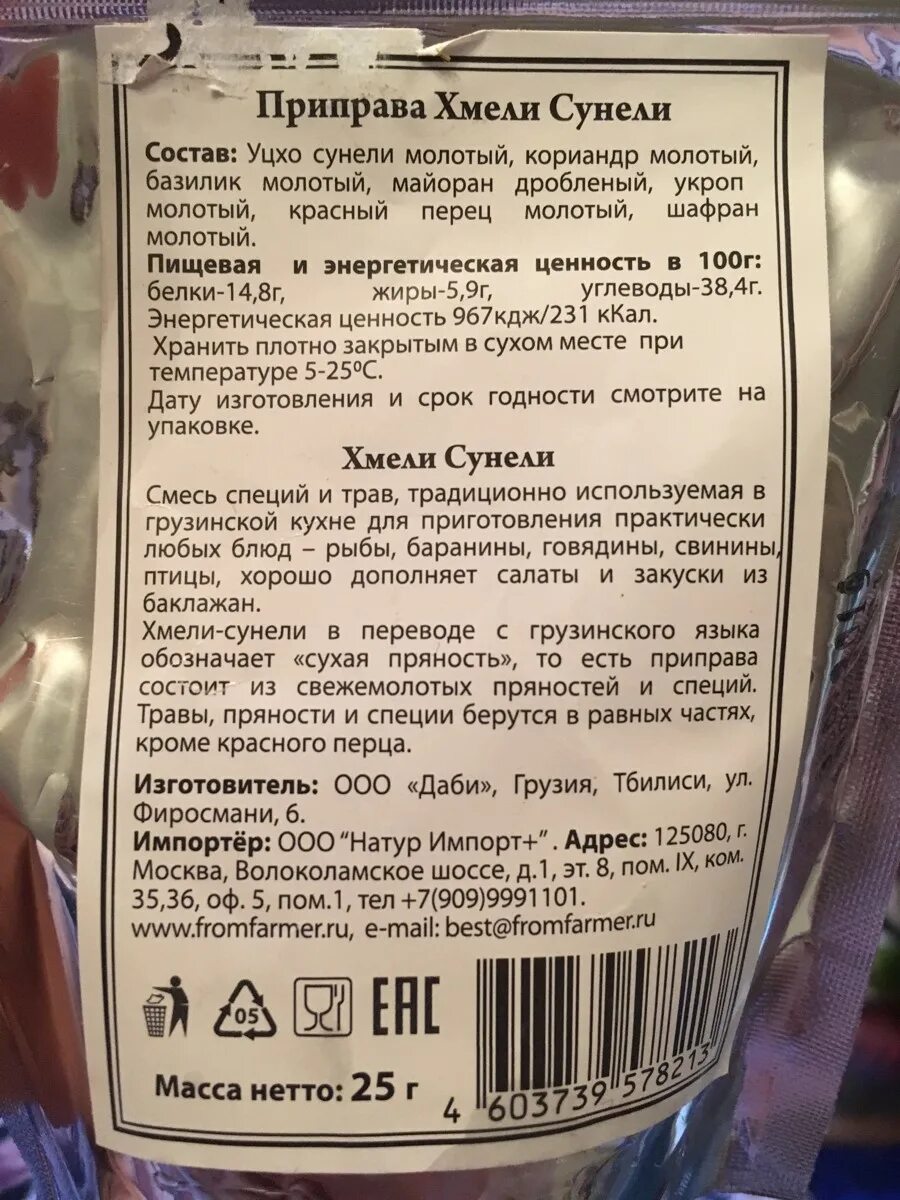 Приправа Хмели Сунели
Состав: Уцхо сунели молотый, кориандр молотый,
базилик молотый, майоран дробленый, укроп
молотый, красный перец молотый, шафран
молотый.
Пищевая и энергетическая ценность в 100г:
белки-14,8г, жиры-5,9г, углеводы-38,4г.
Энергетическая ценность 967кдж/231 кКал.
Хранить плотно закрытым в сухом месте при
температуре 5-25⁰С.
Дату изготовления и срок годности смотрите на
упаковке.
Хмели Сунели
Смесь специй и трав, традиционно используемая в
грузинской кухне для приготовления практически
любых блюд – рыбы, баранины, говядины, свинины,
птицы, хорошо дополняет салаты и закуски из
баклажан.
Хмели-сунели в переводе с грузинского языка
обозначает «сухая пряность», то есть приправа
состоит из свежемолотых пряностей и специй.
Травы, пряности и специи берутся в равных частях,
кроме красного перца.
Изготовитель: ООО «Даби», Грузия, Тбилиси, ул.
Фиросмани, 6.
Импортёр: ООО "Натур Импорт+". Адрес: 125080, г.
Москва, Волоколамское шоссе, д.1, эт. 8, пом. IX, ком.
35,36, оф. 5, пом.1, тел +7(909)9991101.
www.fromfarmer.ru, e-mail: best@fromfarmer.ru
05 EAC
Масса нетто: 25 г
4 603739 578213